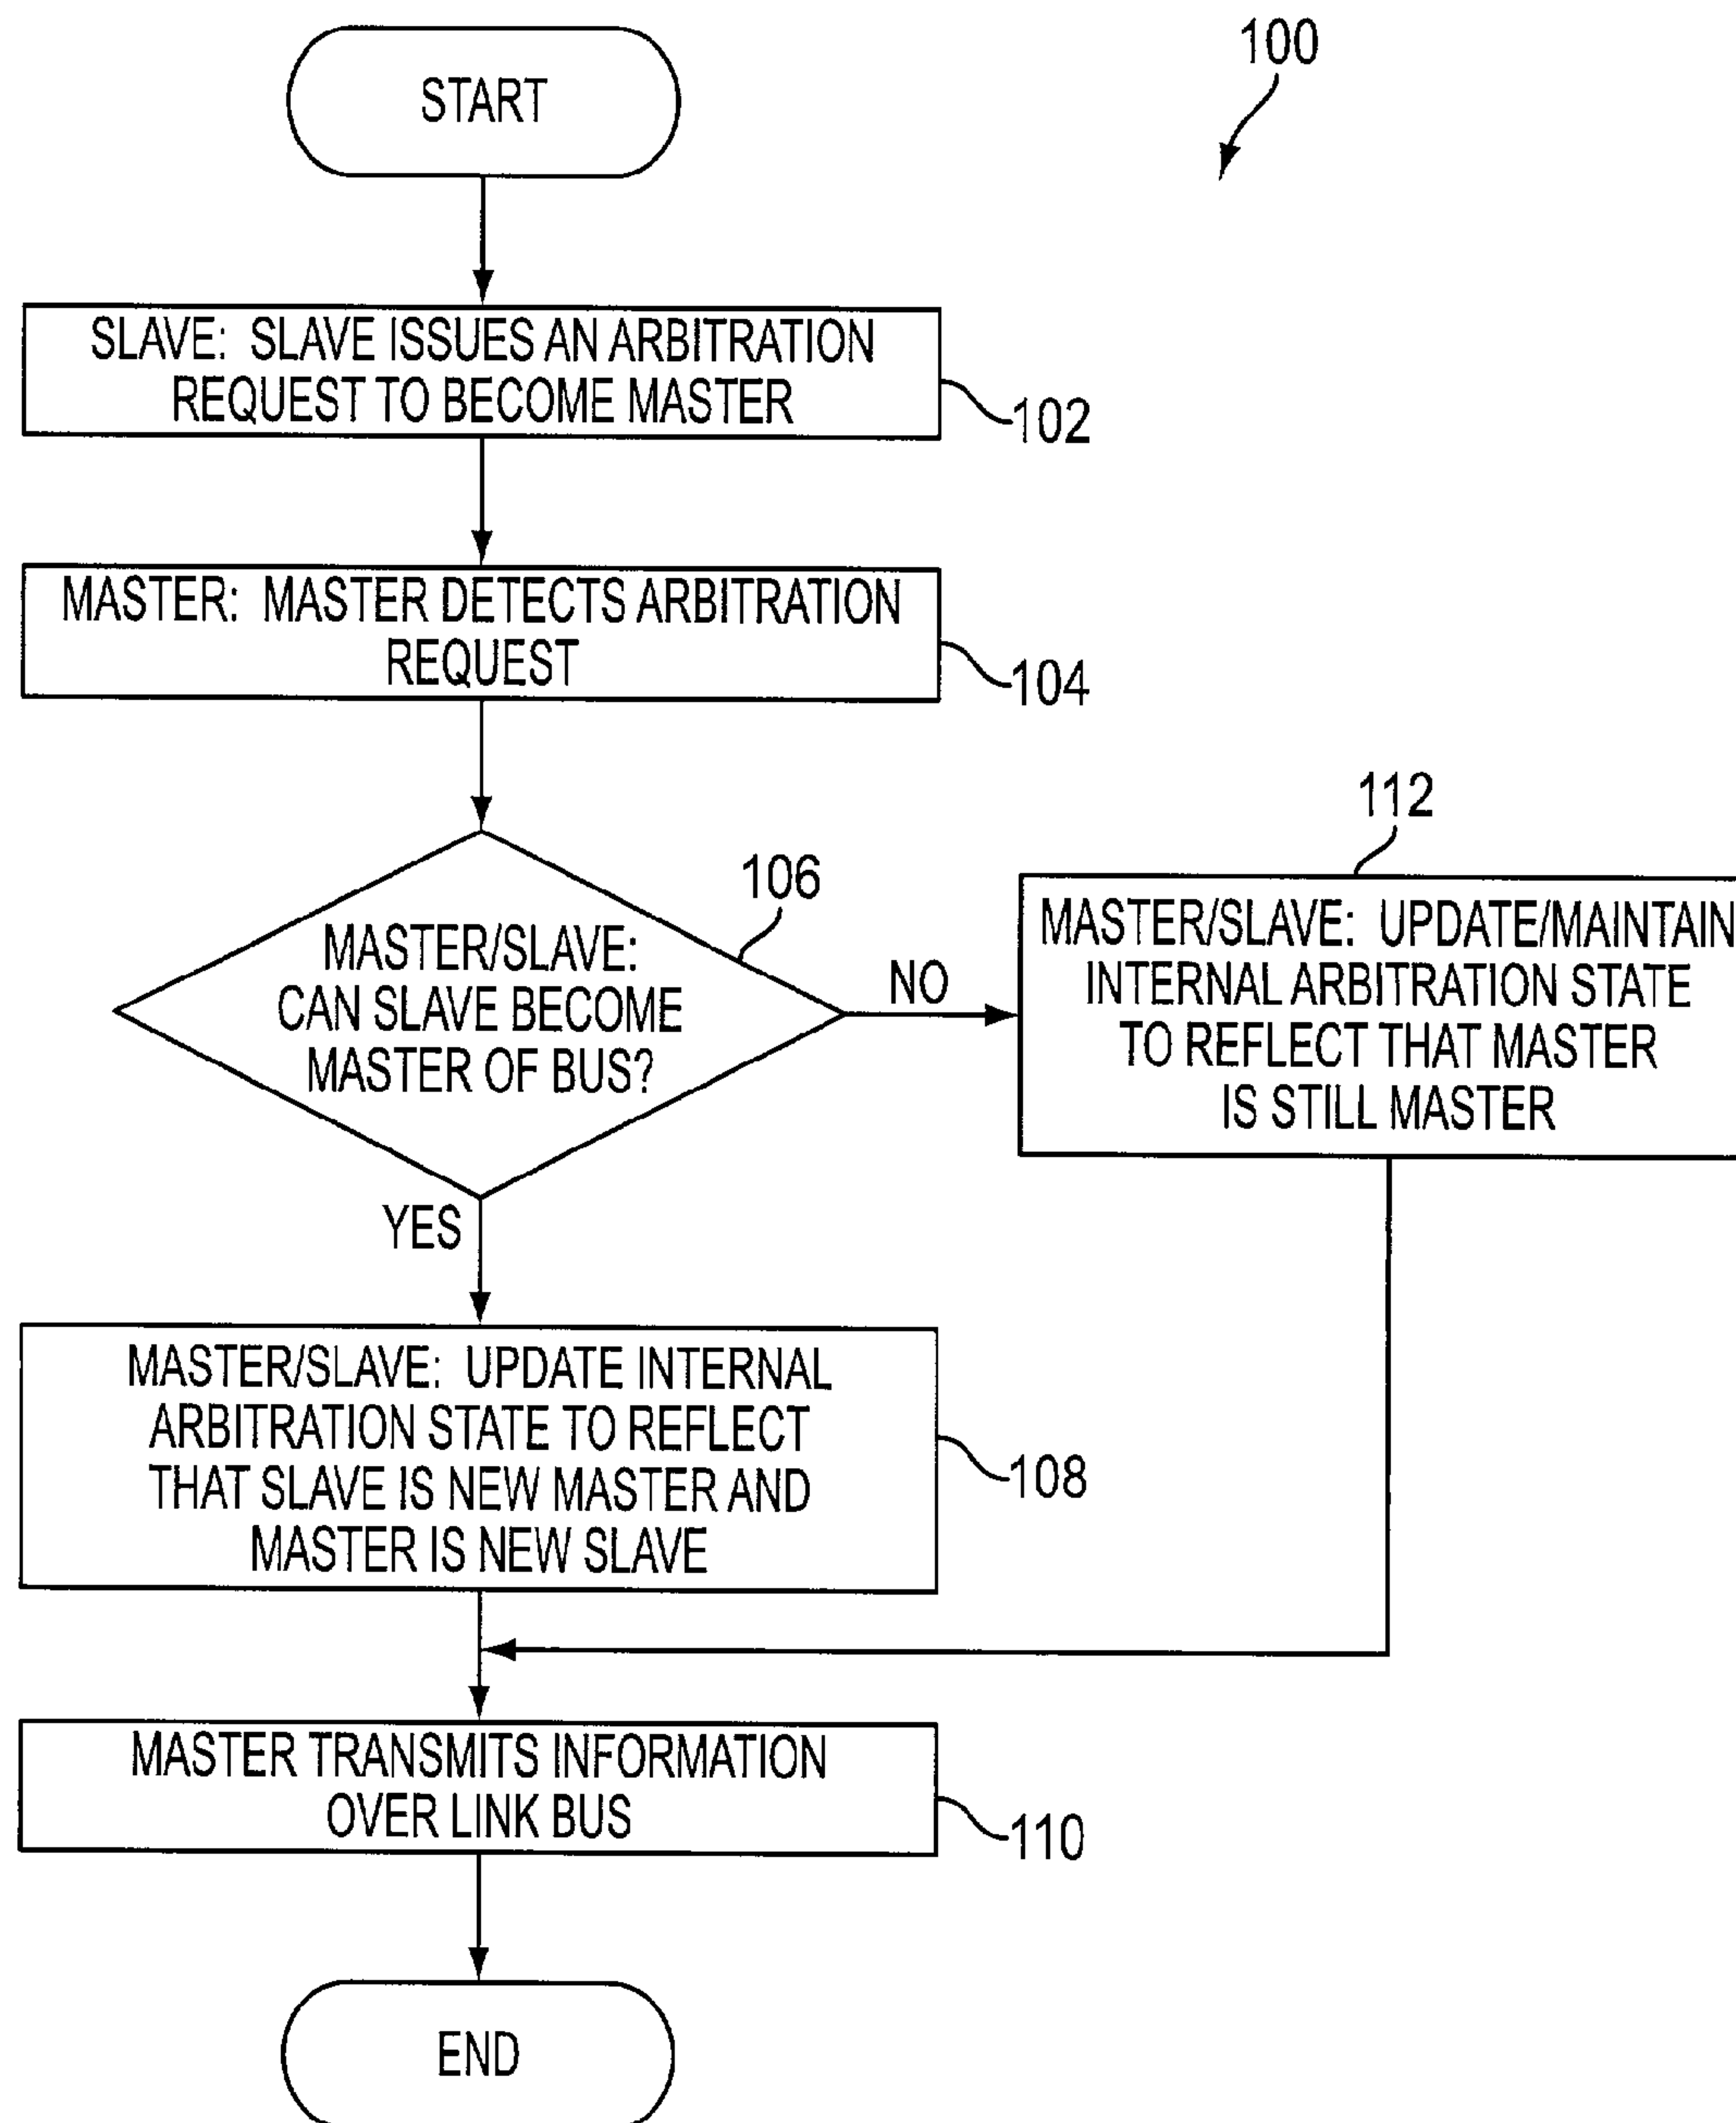 START
100
SLAVE: SLAVE ISSUES AN ARBITRATION
REQUEST TO BECOME MASTER
102
MASTER: MASTER DETECTS ARBITRATION
REQUEST
104
106
MASTER/SLAVE:
CAN SLAVE BECOME
MASTER OF BUS?
NO
112
MASTER/SLAVE: UPDATE/MAINTAIN
INTERNAL ARBITRATION STATE
TO REFLECT THAT MASTER
IS STILL MASTER
YES
MASTER/SLAVE: UPDATE INTERNAL
ARBITRATION STATE TO REFLECT
THAT SLAVE IS NEW MASTER AND
MASTER IS NEW SLAVE
108
MASTER TRANSMITS INFORMATION
OVER LINK BUS
110
END